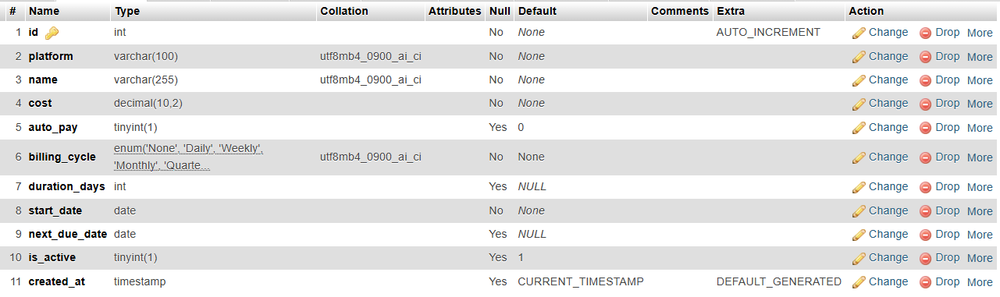 # Name Type Collation Attributes Null Default Comments Extra Action
1 id int No None AUTO_INCREMENT Change Drop More
2 platform varchar(100) utf8mb4_0900_ai_ci No None Change Drop More
3 name varchar(255) utf8mb4_0900_ai_ci No None Change Drop More
4 cost decimal(10,2) No None Change Drop More
5 auto_pay tinyint(1) Yes 0 Change Drop More
6 billing_cycle enum('None', 'Daily', 'Weekly', utf8mb4_0900_ai_ci No None Change Drop More
'Monthly', 'Quarte...
7 duration_days int Yes NULL Change Drop More
8 start_date date No None Change Drop More
9 next_due_date date Yes NULL Change Drop More
10 is_active tinyint(1) Yes 1 Change Drop More
11 created_at timestamp Yes CURRENT_TIMESTAMP DEFAULT_GENERATED Change Drop More